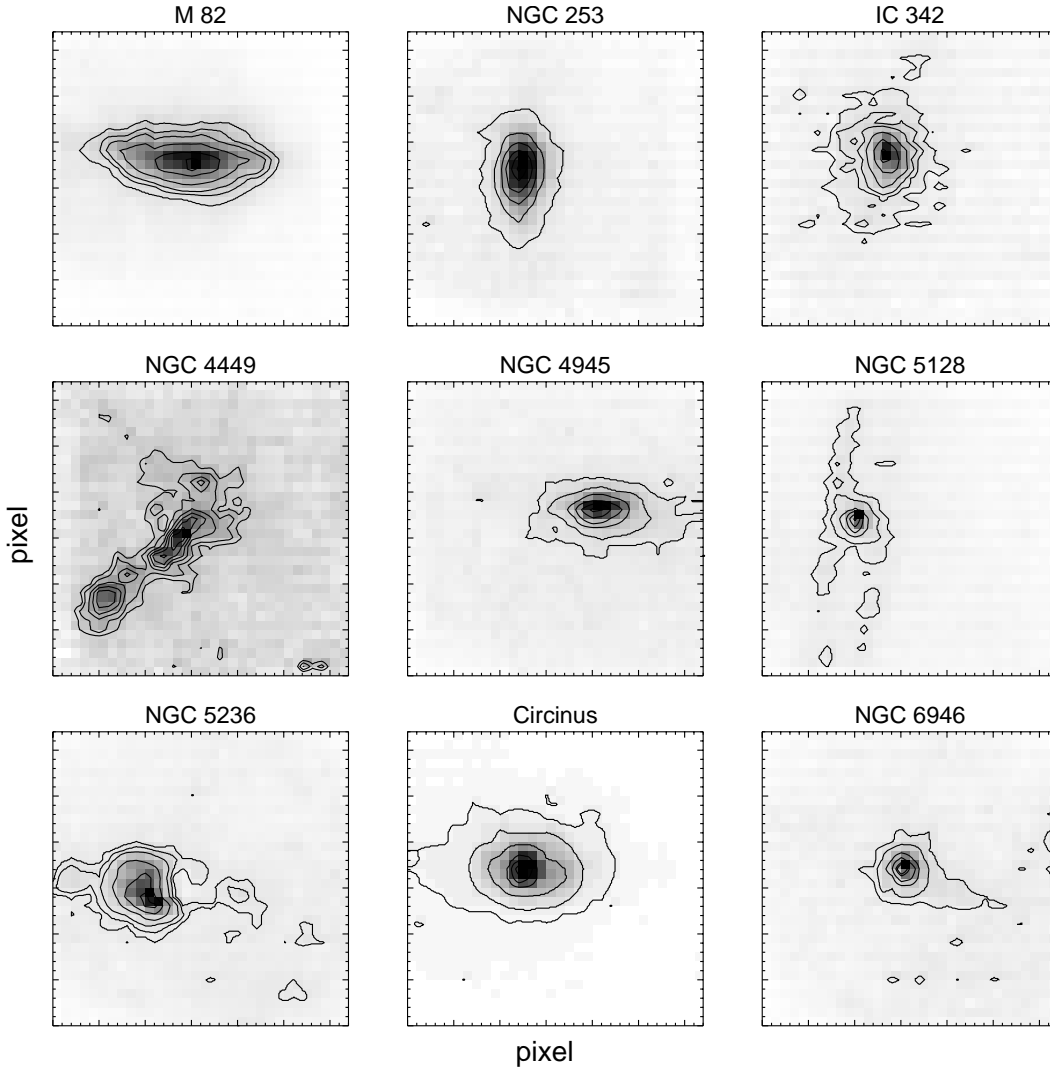 M 82
NGC 253
IC 342
NGC 4449
NGC 4945
NGC 5128
pixel
NGC 5236
Circinus
NGC 6946
pixel